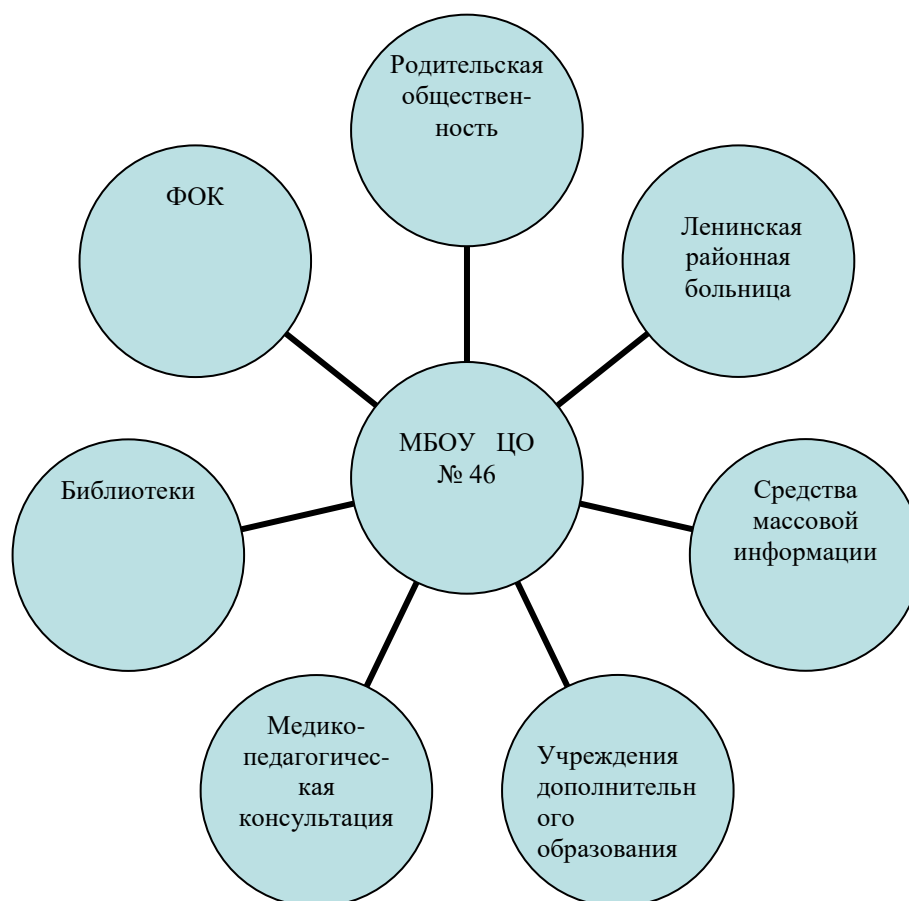 Родительская
обществен-
ность
ФОК
Ленинская
районная
больница
МБОУ ЦО
№ 46
Библиотеки
Средства
массовой
информации
Медико-
педагогичес-
кая
консультация
Учреждения
дополнительн
ого
образования